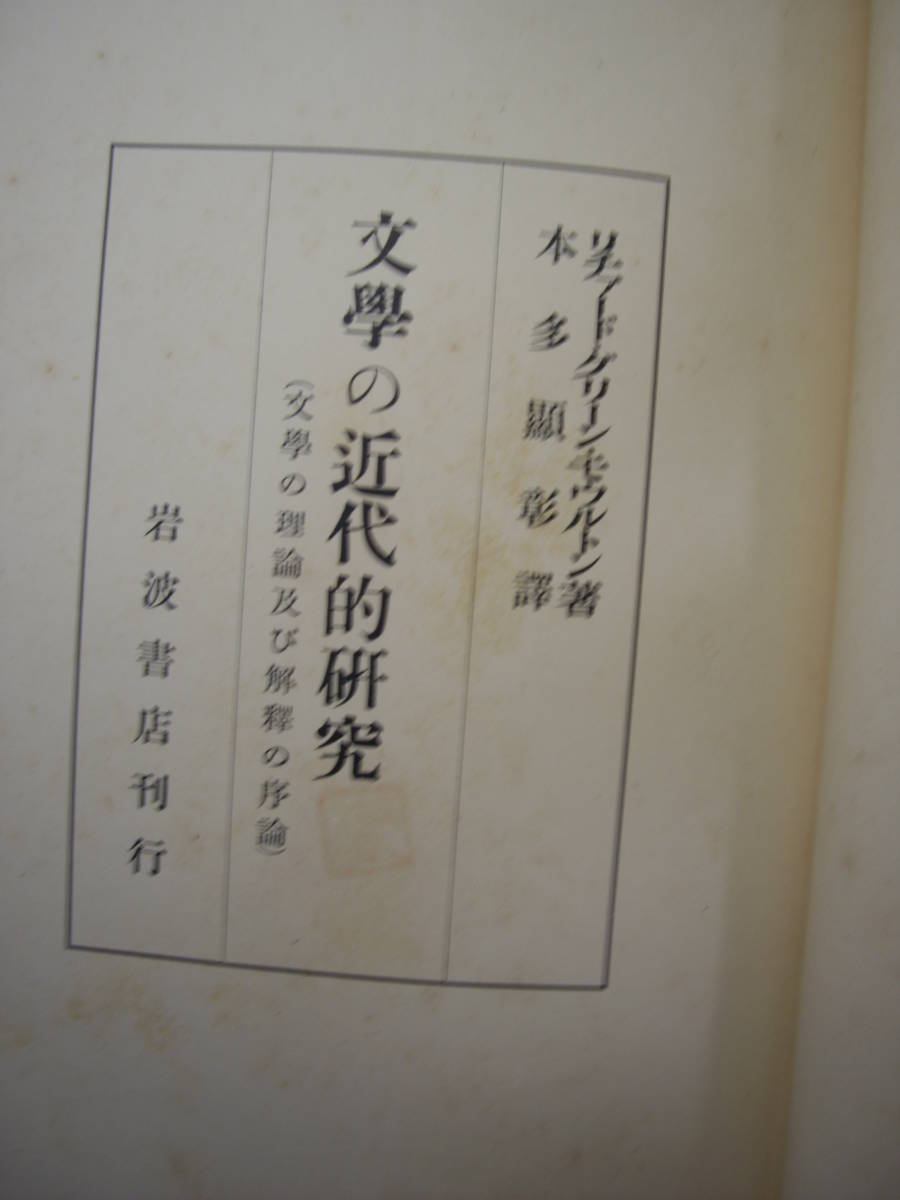 リチァードグリーンモウルトン著
本多顯彰譯
文學の近代的研究
(文學の理論及び解釋の序論)
岩波書店刊行